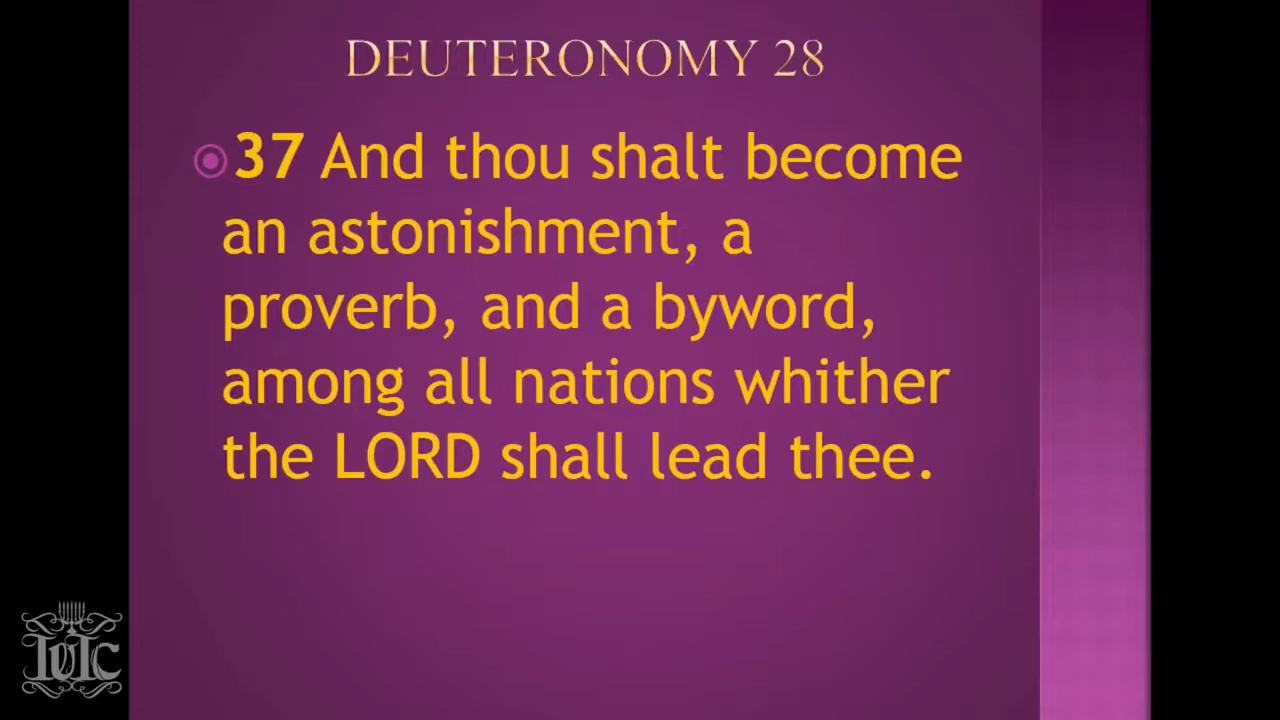 DEUTERONOMY 28
37 And thou shalt become
an astonishment, a
proverb, and a byword,
among all nations whither
the LORD shall lead thee.
IUIC